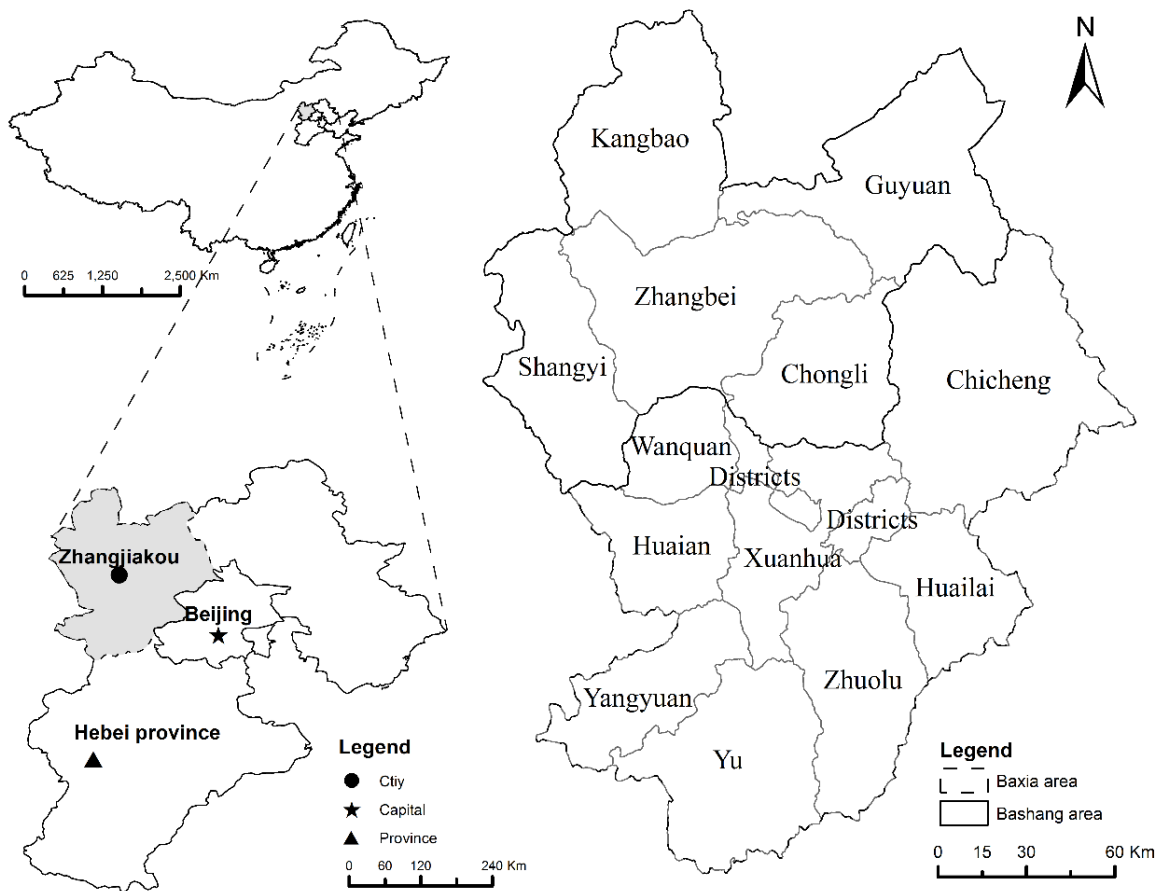 0 625 1,250 2,500 Km
Zhangjiakou
Beijing
Hebei province
Legend
Ctiy
Capital
Province
0 60 120 240 Km
N
Kangbao
Guyuan
Zhangbei
Shangyi
Chongli
Chicheng
Wanquan
Districts
Districts
Huaian
Xuanhua
Huailai
Yangyuan
Zhuolu
Yu
Legend
Baxia area
Bashang area
0 15 30 60 Km